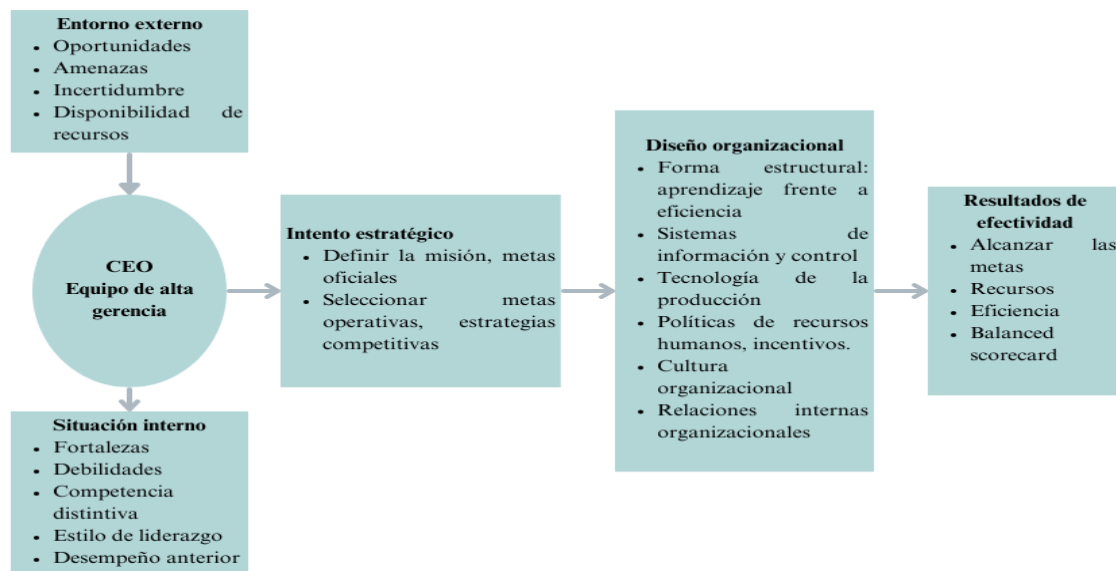 Entorno externo
• Oportunidades
• Amenazas
• Incertidumbre
• Disponibilidad de
recursos
CEO
Equipo de alta
gerencia
Situación interno
• Fortalezas
• Debilidades
• Competencia
distintiva
• Estilo de liderazgo
• Desempeño anterior
Intento estratégico
• Definir la misión, metas
oficiales
• Seleccionar metas
operativas, estrategias
competitivas
Diseño organizacional
• Forma estructural:
aprendizaje frente a
eficiencia
• Sistemas de
información y control
• Tecnología de la
producción
• Políticas de recursos
humanos, incentivos.
• Cultura
organizacional
• Relaciones internas
organizacionales
Resultados de
efectividad
• Alcanzar las
metas
• Recursos
• Eficiencia
• Balanced
scorecard